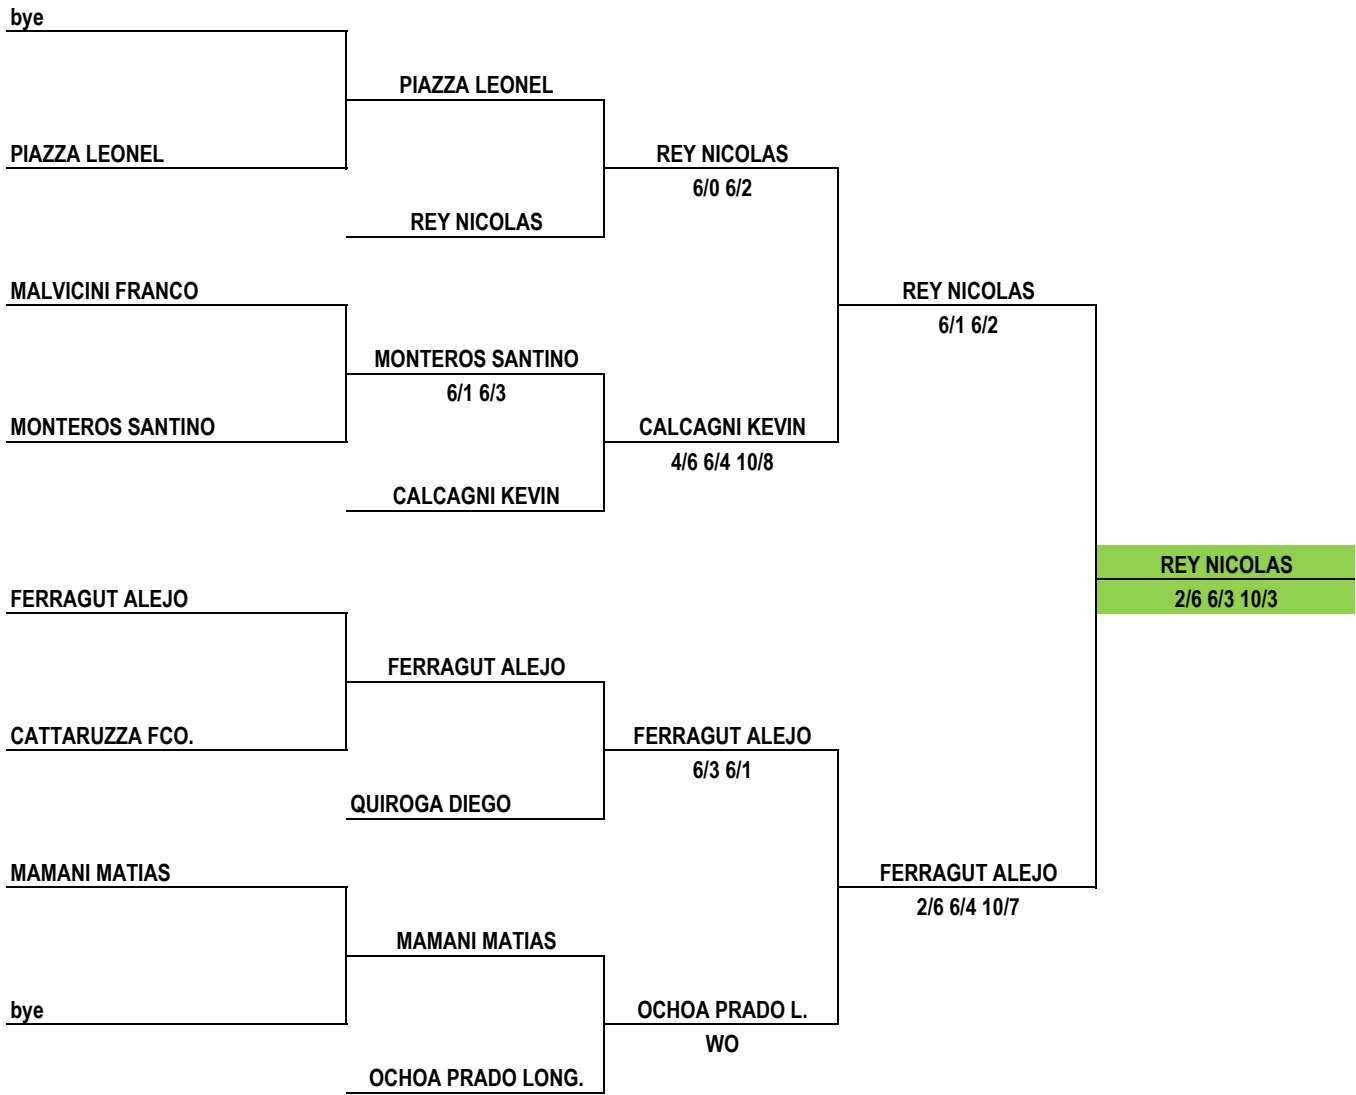 bye
PIAZZA LEONEL
PIAZZA LEONEL
REY NICOLAS
6/0 6/2
REY NICOLAS
MALVICINI FRANCO
REY NICOLAS
6/1 6/2
MONTEROS SANTINO
6/1 6/3
MONTEROS SANTINO
CALCAGNI KEVIN
4/6 6/4 10/8
CALCAGNI KEVIN
REY NICOLAS
2/6 6/3 10/3
FERRAGUT ALEJO
FERRAGUT ALEJO
CATTARUZZA FCO.
FERRAGUT ALEJO
6/3 6/1
QUIROGA DIEGO
MAMANI MATIAS
FERRAGUT ALEJO
2/6 6/4 10/7
MAMANI MATIAS
bye
OCHOA PRADO L.
WO
OCHOA PRADO LONG.